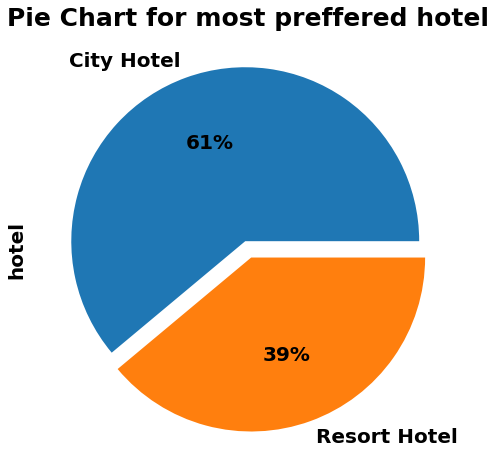 Pie Chart for most preffered hotel
City Hotel
61%
hotel
39%
Resort Hotel